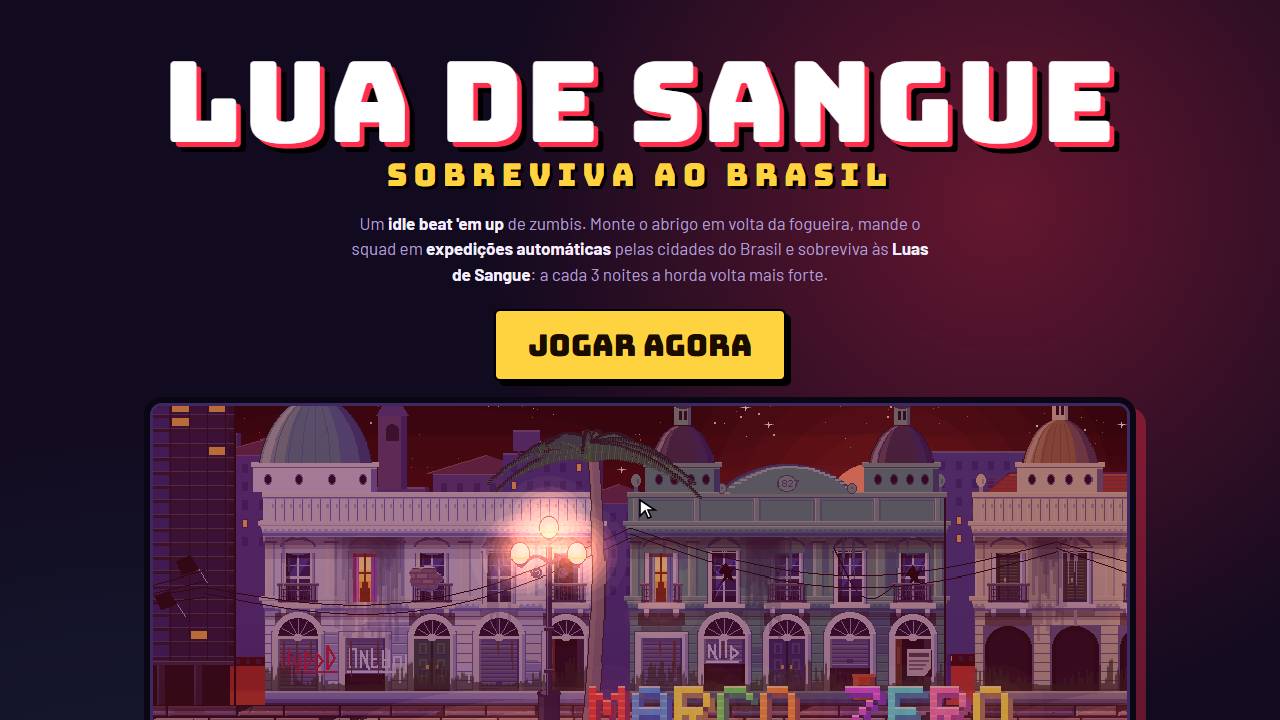 LUA DE SANGUE
SOBREVIVA AO BRASIL
Um idle beat 'em up de zumbis. Monte o abrigo em volta da fogueira, mande o
squad em expedições automáticas pelas cidades do Brasil e sobreviva às Luas
de Sangue: a cada 3 noites a horda volta mais forte.
JOGAR AGORA
MARCO ZERO